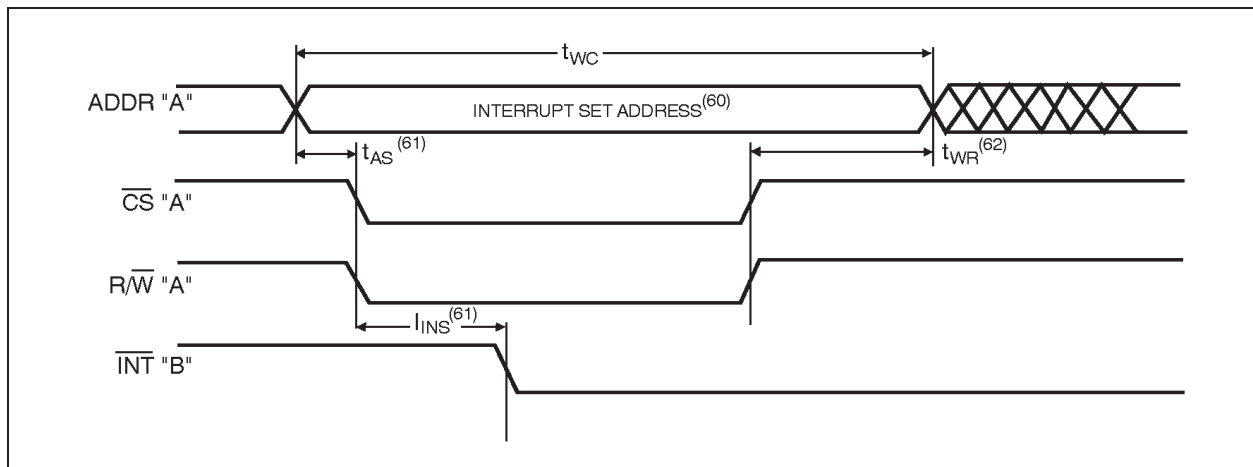 tWC
ADDR "A"
INTERRUPT SET ADDRESS(60)
tAS(61)
tWR(62)
CS "A"
R/W "A"
IINS(61)
INT "B"